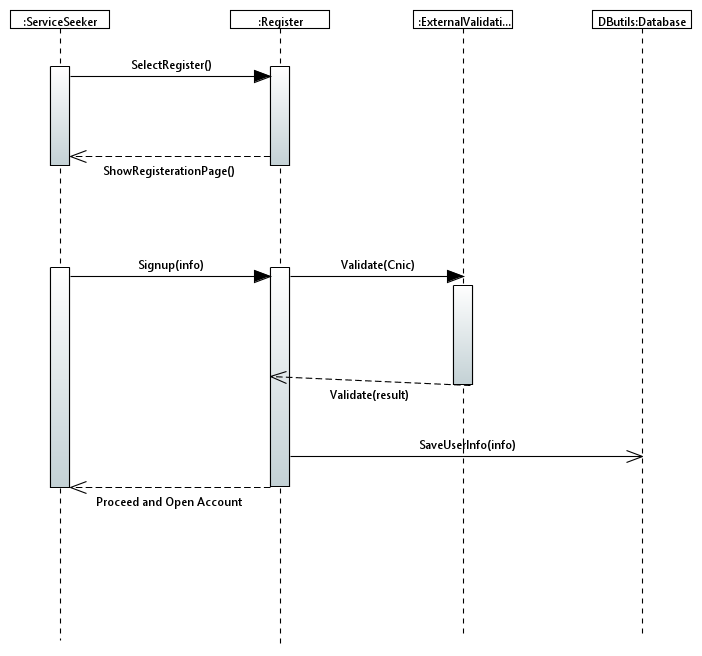 :ServiceSeeker
:Register
:ExternalValidati...
DButils:Database
SelectRegister()
ShowRegisterationPage()
Signup(info)
Validate(Cnic)
Validate(result)
SaveUserInfo(info)
Proceed and Open Account